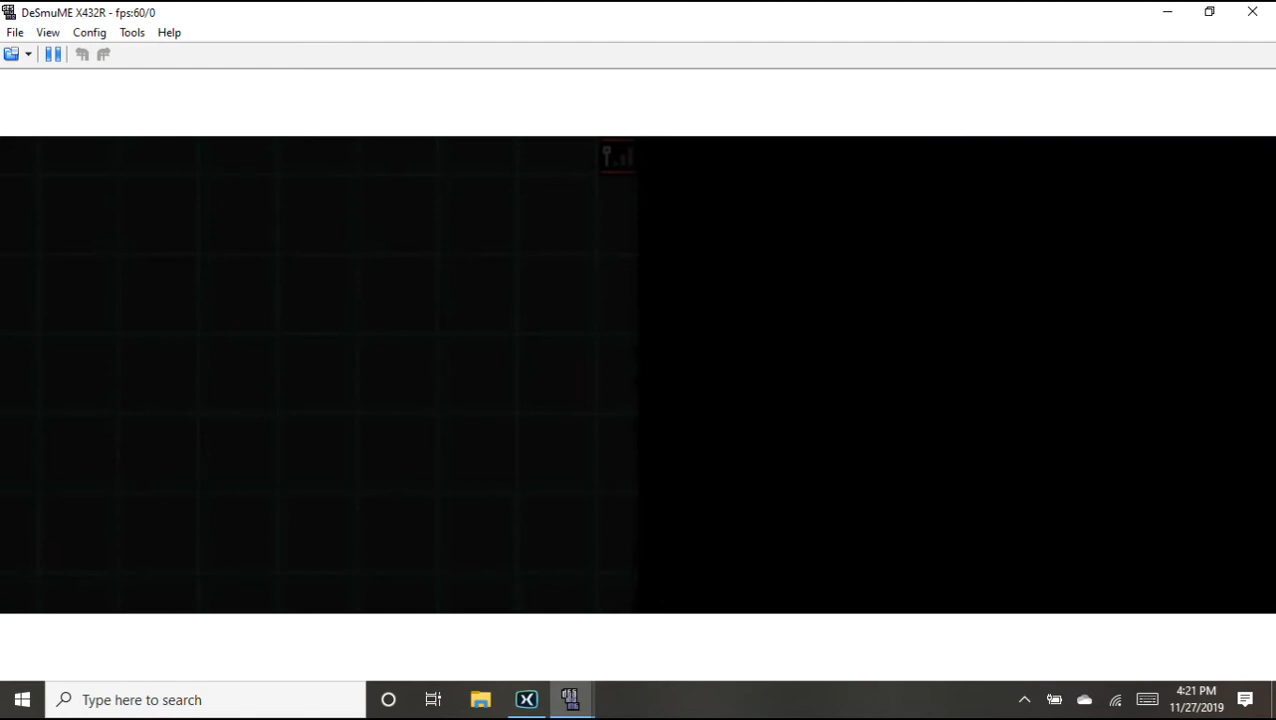 DeSmuME X432R - fps:60/0
File View Config Tools Help
Type here to search
4:21 PM
11/27/2019